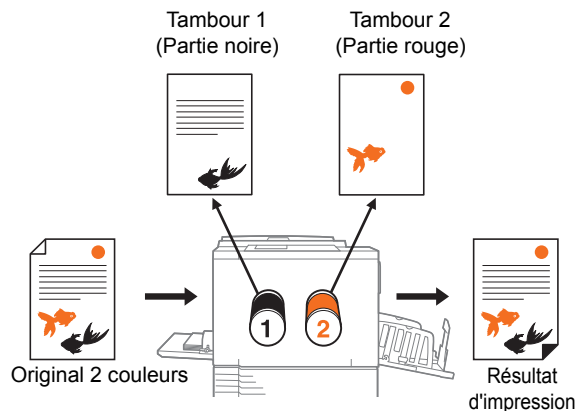 Tambour 1
(Partie noire)
Tambour 2
(Partie rouge)
1
2
Original 2 couleurs
Résultat
d'impression